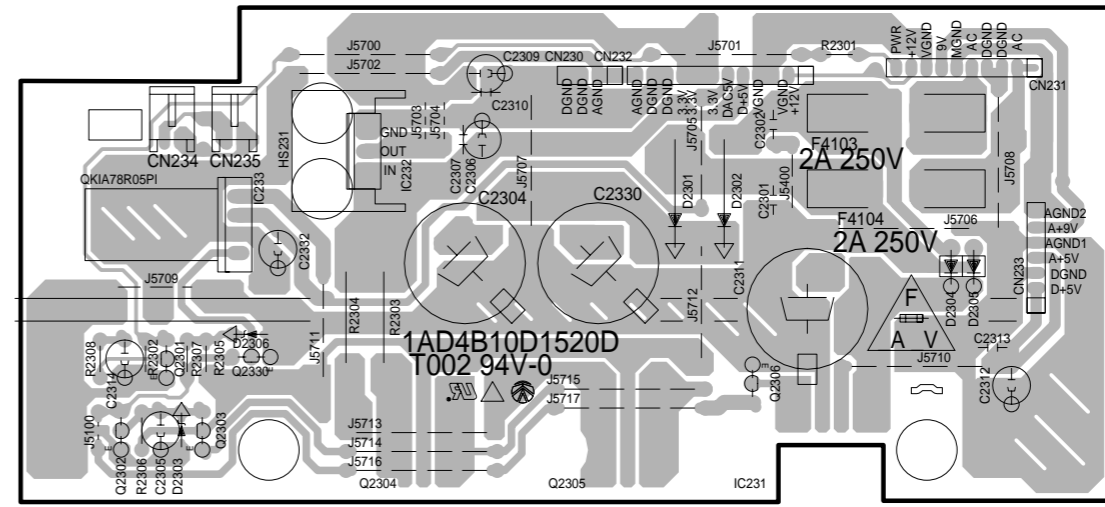 J5700
J5702
C2309
CN230
CN232
J5701
R2301
PWR
+12V
VGND
9V
MGND
AC
DGND
DGND
AC
CN231
DGND
DGND
AGND
AGND
DGND
DGND
3.3V
3.3V
3.3V
DAC5V
D+5V
VGND
VGND
+12V
C2310
J5703
J5704
J5705
C2302
F4103
2A 250V
HS231
GND
OUT
IN
IC232
C2307
C2306
J5707
D2301
D2302
C2301
J5400
J5708
CN234
CN235
QKIA78R05PI
IC233
C2304
C2330
F4104
2A 250V
J5706
AGND2
A+9V
AGND1
A+5V
DGND
D+5V
CN233
C2332
J5709
J5712
C2311
D2304
D2305
F
A V
R2304
R2303
1AD4B10D1520D
T002 94V-0
J5711
R2308
R2302
Q2301
R2307
R2305
D2306
Q2330
C2314
E
E
E
Q2306
J5710
C2313
C2312
J5715
J5717
J5713
J5714
J5716
J5100
E
E
Q2303
Q2302
R2306
C2305
D2303
Q2304
Q2305
IC231